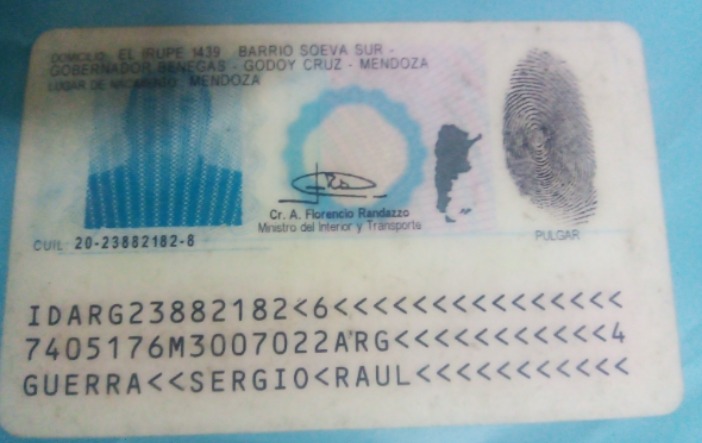 DOMICILIO: EL IRUPE 1439 BARRIO SOEVA SUR -
GOBERNADOR BENEGAS - GODOY CRUZ - MENDOZA
LUGAR DE NACIMIENTO: MENDOZA
Cr. A. Florencio Randazzo
Ministro del Interior y Transporte
PULGAR
CUIL: 20-23882182-8
IDARG23882182<6<<<<<<<<<<<<<<<
7405176M3007022ARG<<<<<<<<<<<4
GUERRA<<SERGIO<RAUL<<<<<<<<<<<